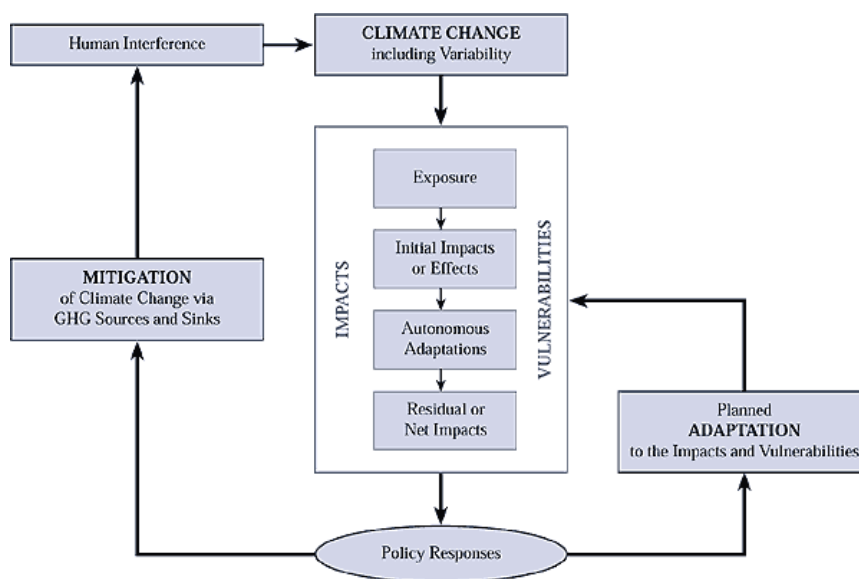 Human Interference
CLIMATE CHANGE
including Variability
Exposure
Initial Impacts
or Effects
Autonomous
Adaptations
Residual or
Net Impacts
IMPACTS
VULNERABILITIES
MITIGATION
of Climate Change via
GHG Sources and Sinks
Planned
ADAPTATION
to the Impacts and Vulnerabilities
Policy Responses